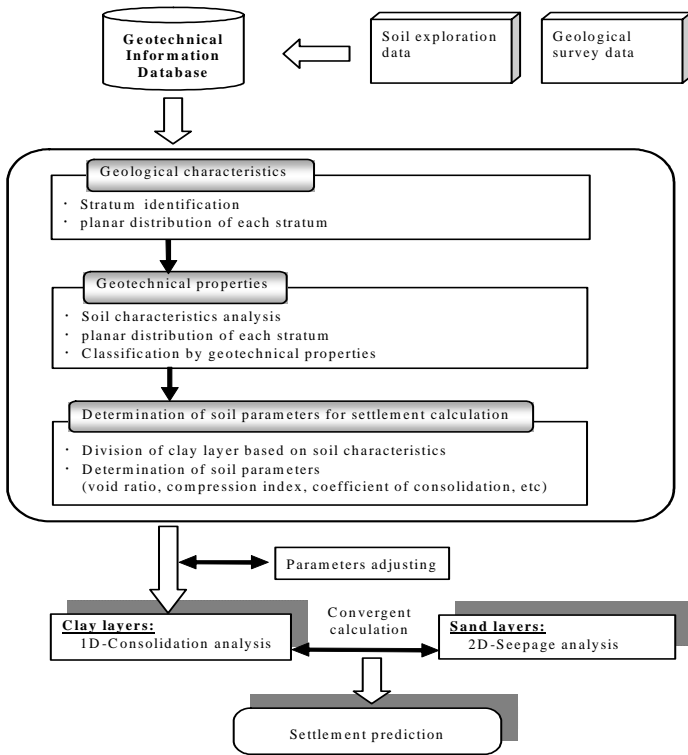 Geotechnical
Information
Database
Soil exploration
data
Geological
survey data
Geological characteristics
· Stratum identification
· planar distribution of each stratum
Geotechnical properties
· Soil characteristics analysis
· planar distribution of each stratum
· Classification by geotechnical properties
Determination of soil parameters for settlement calculation
· Division of clay layer based on soil characteristics
· Determination of soil parameters
(void ratio, compression index, coefficient of consolidation, etc)
Parameters adjusting
Clay layers:
1D-Consolidation analysis
Convergent
calculation
Sand layers:
2D-Seepage analysis
Settlement prediction